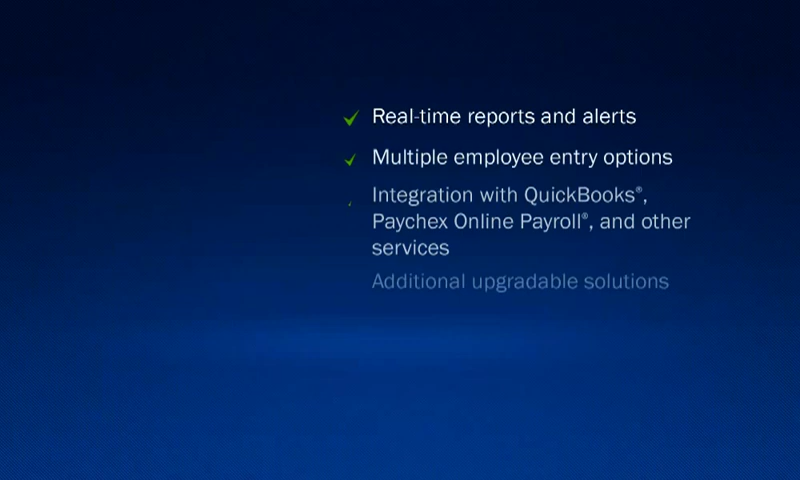 Real-time reports and alerts
Multiple employee entry options
Integration with QuickBooks®,
Paychex Online Payroll®, and other
services
Additional upgradable solutions